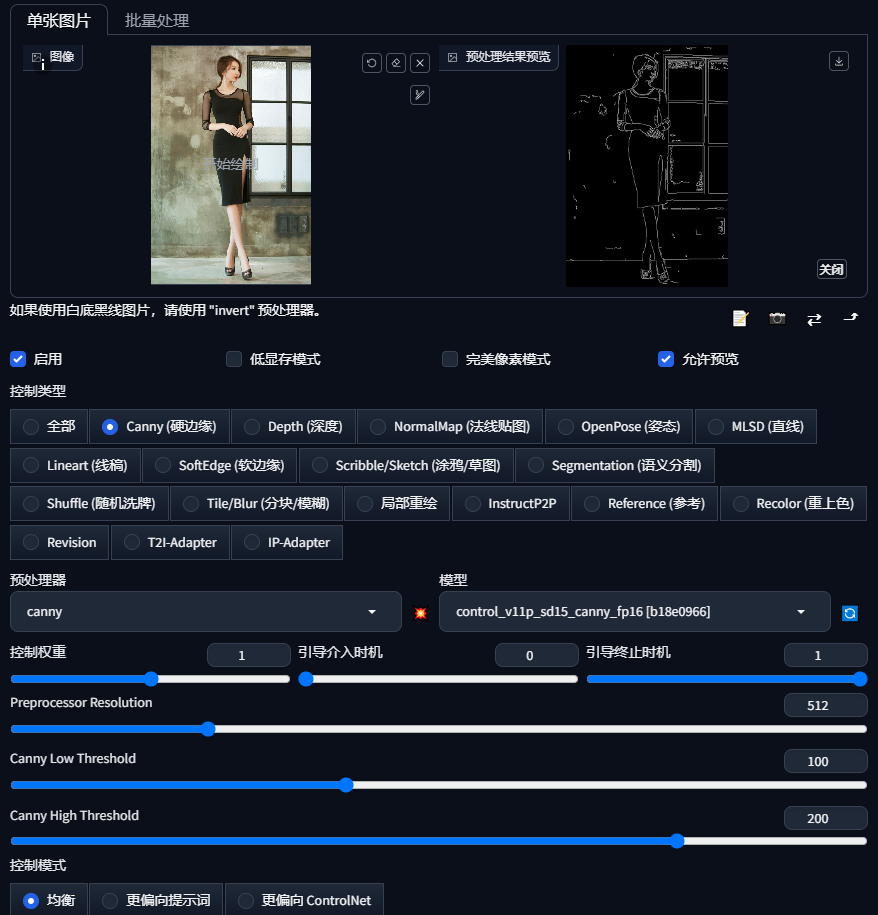 单张图片 批量处理
图像 预处理结果预览
开始绘制
关闭
如果使用白底黑线图片，请使用 "invert" 预处理器。
启用 低显存模式 完美像素模式 允许预览
控制类型
全部 Canny (硬边缘) Depth (深度) NormalMap (法线贴图) OpenPose (姿态) MLSD (直线)
Lineart (线稿) SoftEdge (软边缘) Scribble/Sketch (涂鸦/草图) Segmentation (语义分割)
Shuffle (随机洗牌) Tile/Blur (分块/模糊) 局部重绘 InstructP2P Reference (参考) Recolor (重上色)
Revision T2I-Adapter IP-Adapter
预处理器 模型
canny control_v11p_sd15_canny_fp16 [b18e0966]
控制权重 1 引导介入时机 0 引导终止时机 1
Preprocessor Resolution 512
Canny Low Threshold 100
Canny High Threshold 200
控制模式
均衡 更偏向提示词 更偏向 ControlNet